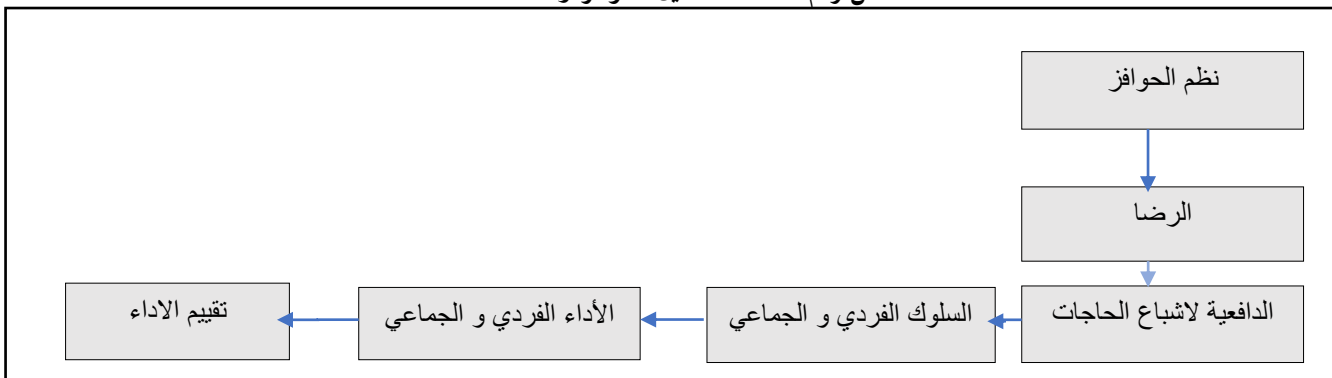 نظم الحوافز
الرضا
الدافعية لاشباع الحاجات
السلوك الفردي و الجماعي
الأداء الفردي و الجماعي
تقييم الاداء